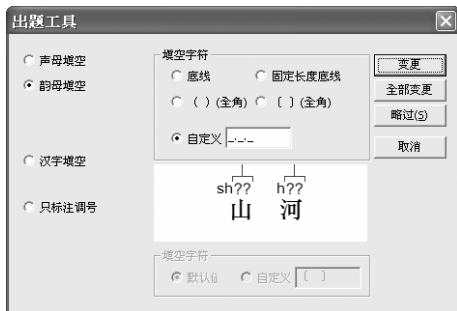 出题工具
声母填空
韵母填空
汉字填空
只标注调号
填空字符
底线 固定长度底线
( ) (全角) [ ] (全角)
自定义 _._._
sh?? h??
山 河
填空字符
默认值 自定义 [ ]
变更
全部变更
略过(S)
取消